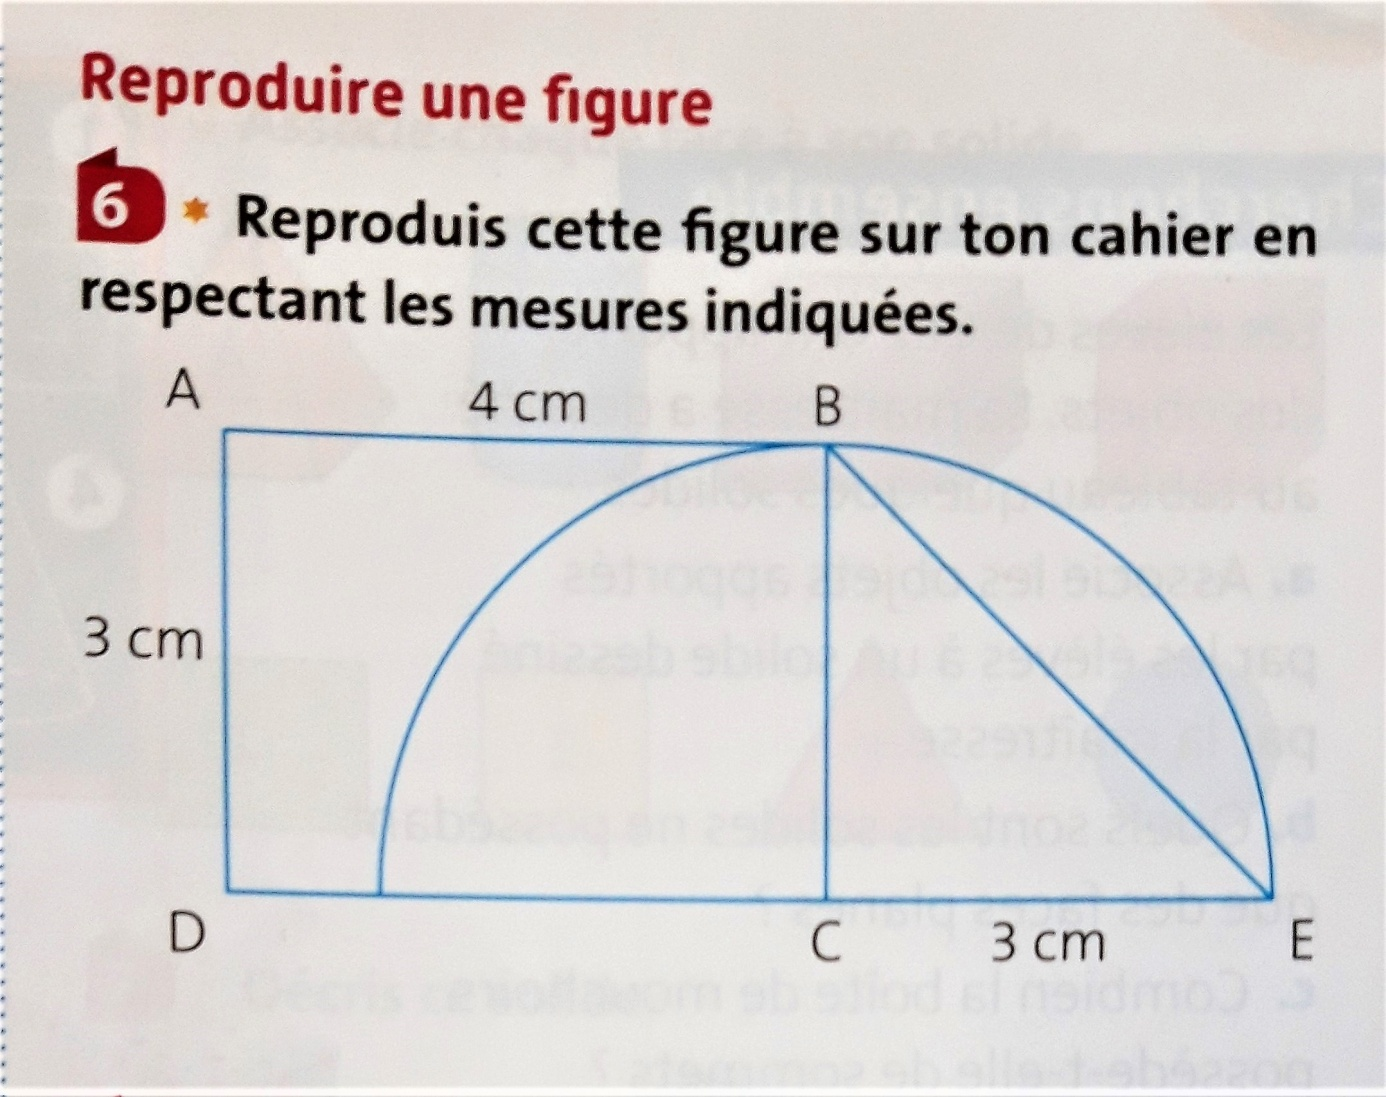 Reproduire une figure
6 * Reproduis cette figure sur ton cahier en
respectant les mesures indiquées.
A 4 cm B
3 cm
D C 3 cm E